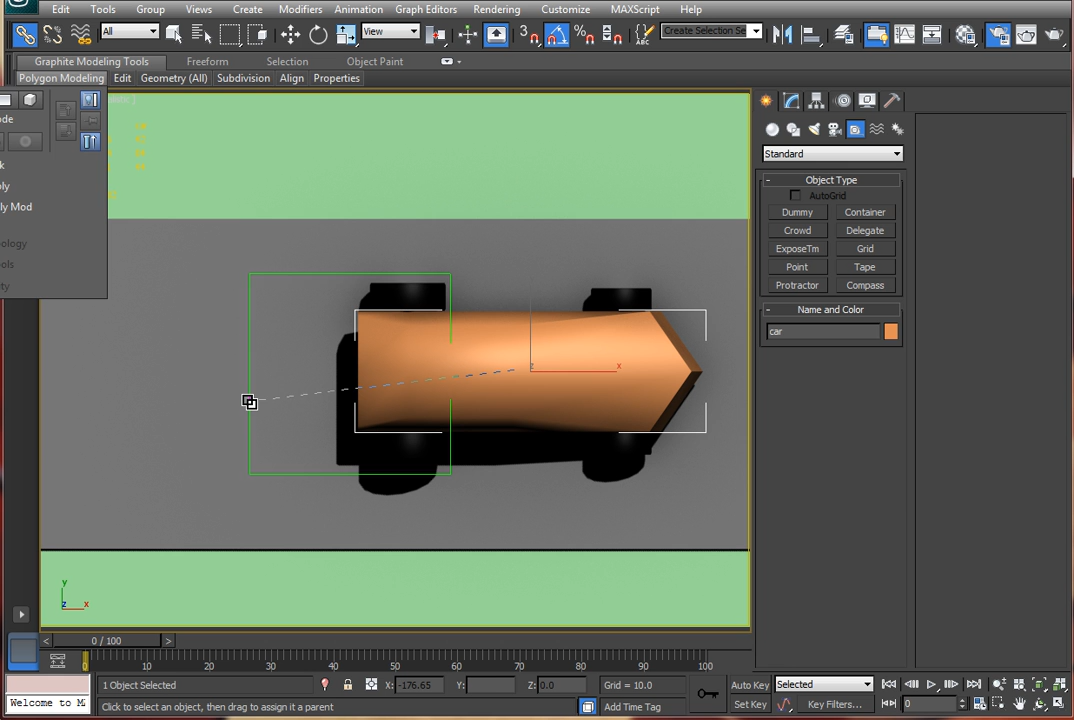 Edit Tools Group Views Create Modifiers Animation Graph Editors Rendering Customize MAXScript Help
All View 3 Create Selection Se
Graphite Modeling Tools Freeform Selection Object Paint
Polygon Modeling Edit Geometry (All) Subdivision Align Properties
ode
k
ly
ly Mod
ology
ols
ty
Standard
- Object Type
AutoGrid
Dummy Container
Crowd Delegate
ExposeTm Grid
Point Tape
Protractor Compass
- Name and Color
car
z x
y
z x
< 0 / 100 >
0 10 20 30 40 50 60 70 80 90 100
1 Object Selected X: -176.65 Y: Z: 0.0 Grid = 10.0 Auto Key Selected
Welcome to M Click to select an object, then drag to assign it a parent Add Time Tag Set Key Key Filters... 0